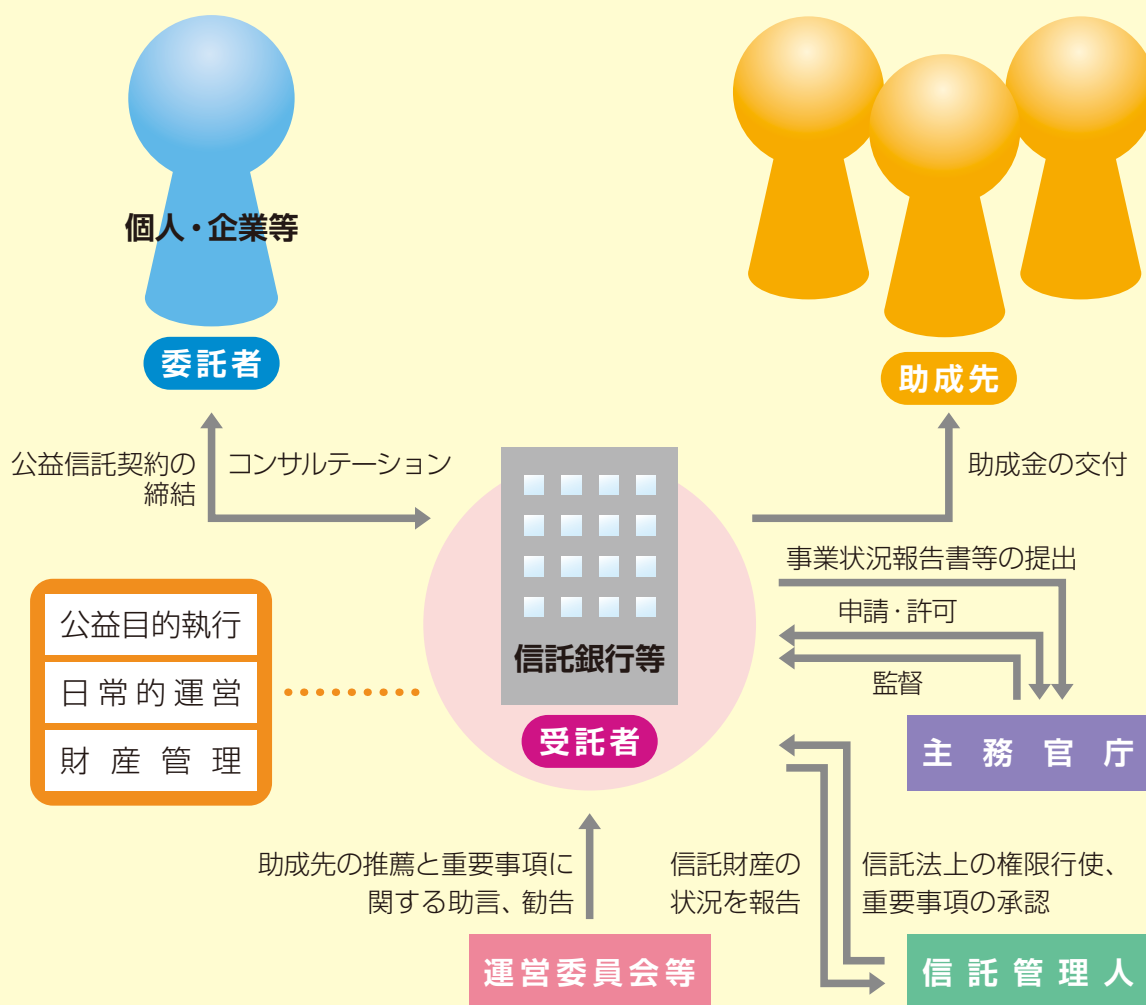 個人・企業等
委託者
助成先
公益信託契約の
締結
コンサルテーション
助成金の交付
事業状況報告書等の提出
申請・許可
監督
公益目的執行
日常的運営
財産管理
信託銀行等
受託者
主務官庁
助成先の推薦と重要事項に
関する助言、勧告
信託財産の
状況を報告
信託法上の権限行使、
重要事項の承認
運営委員会等
信託管理人